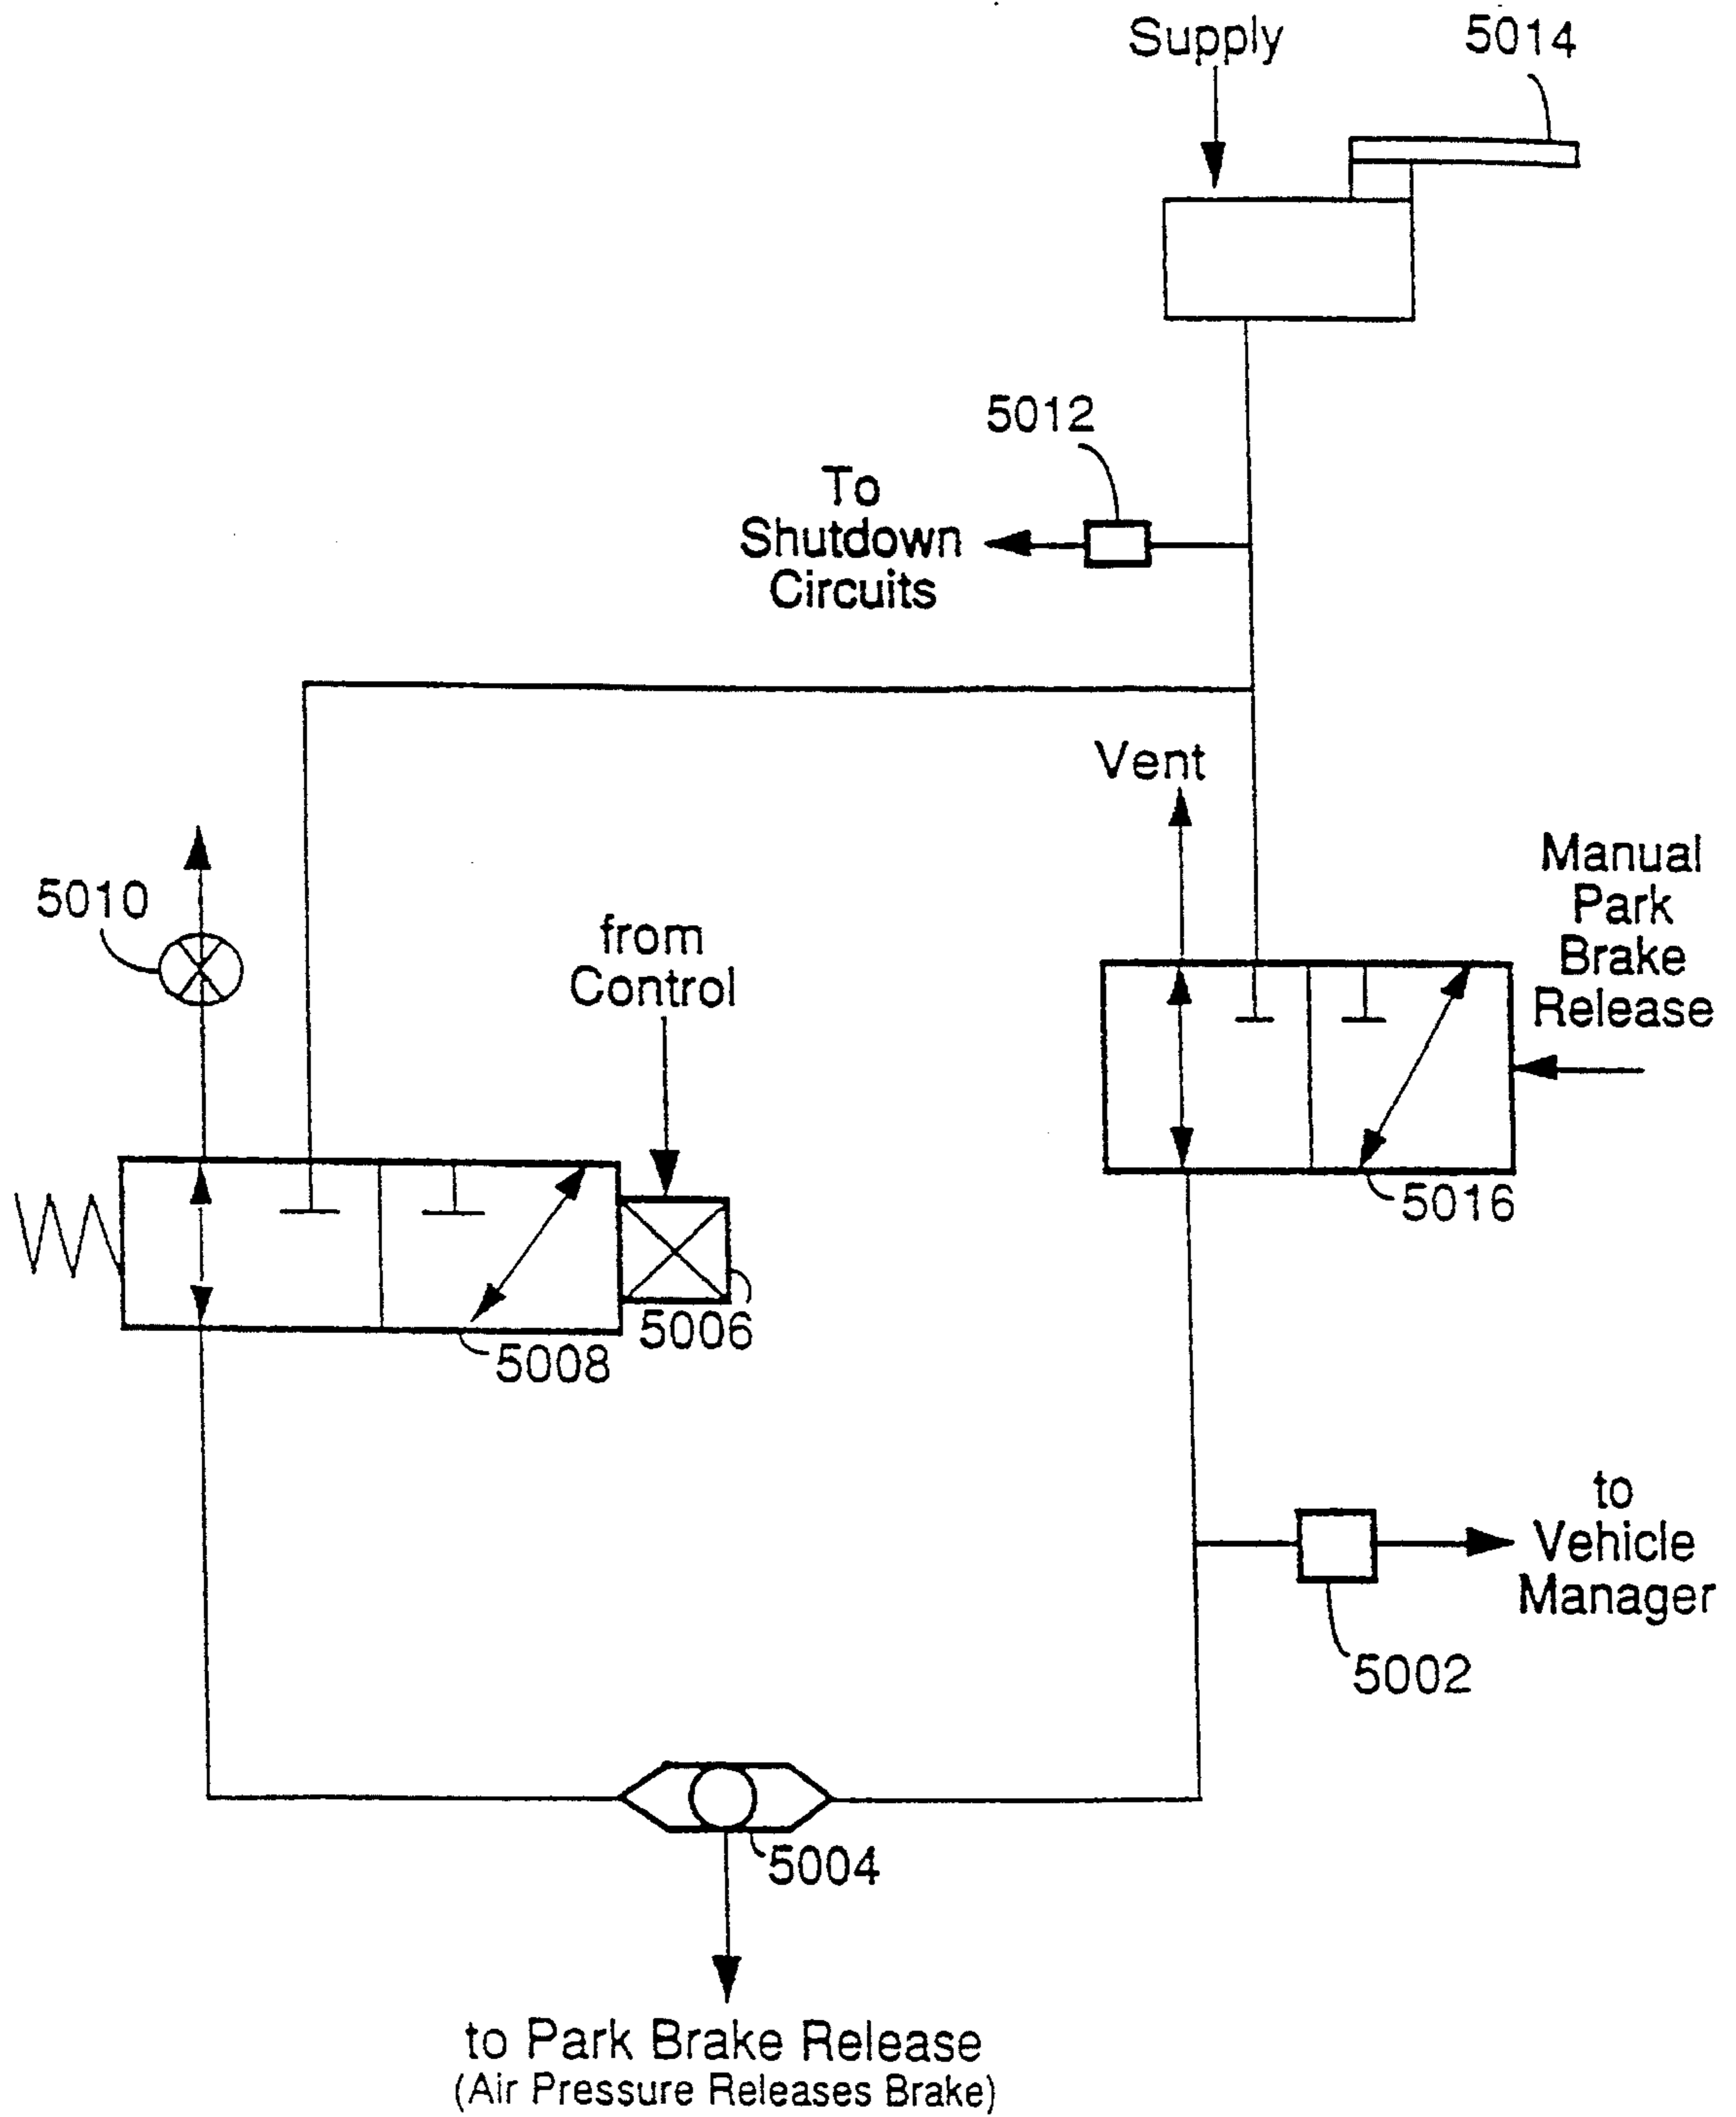 Supply
5014
5012
To
Shutdown
Circuits
Vent
Manual
Park
Brake
Release
5010
from
Control
5016
5006
5008
to
Vehicle
Manager
5002
5004
to Park Brake Release
(Air Pressure Releases Brake)